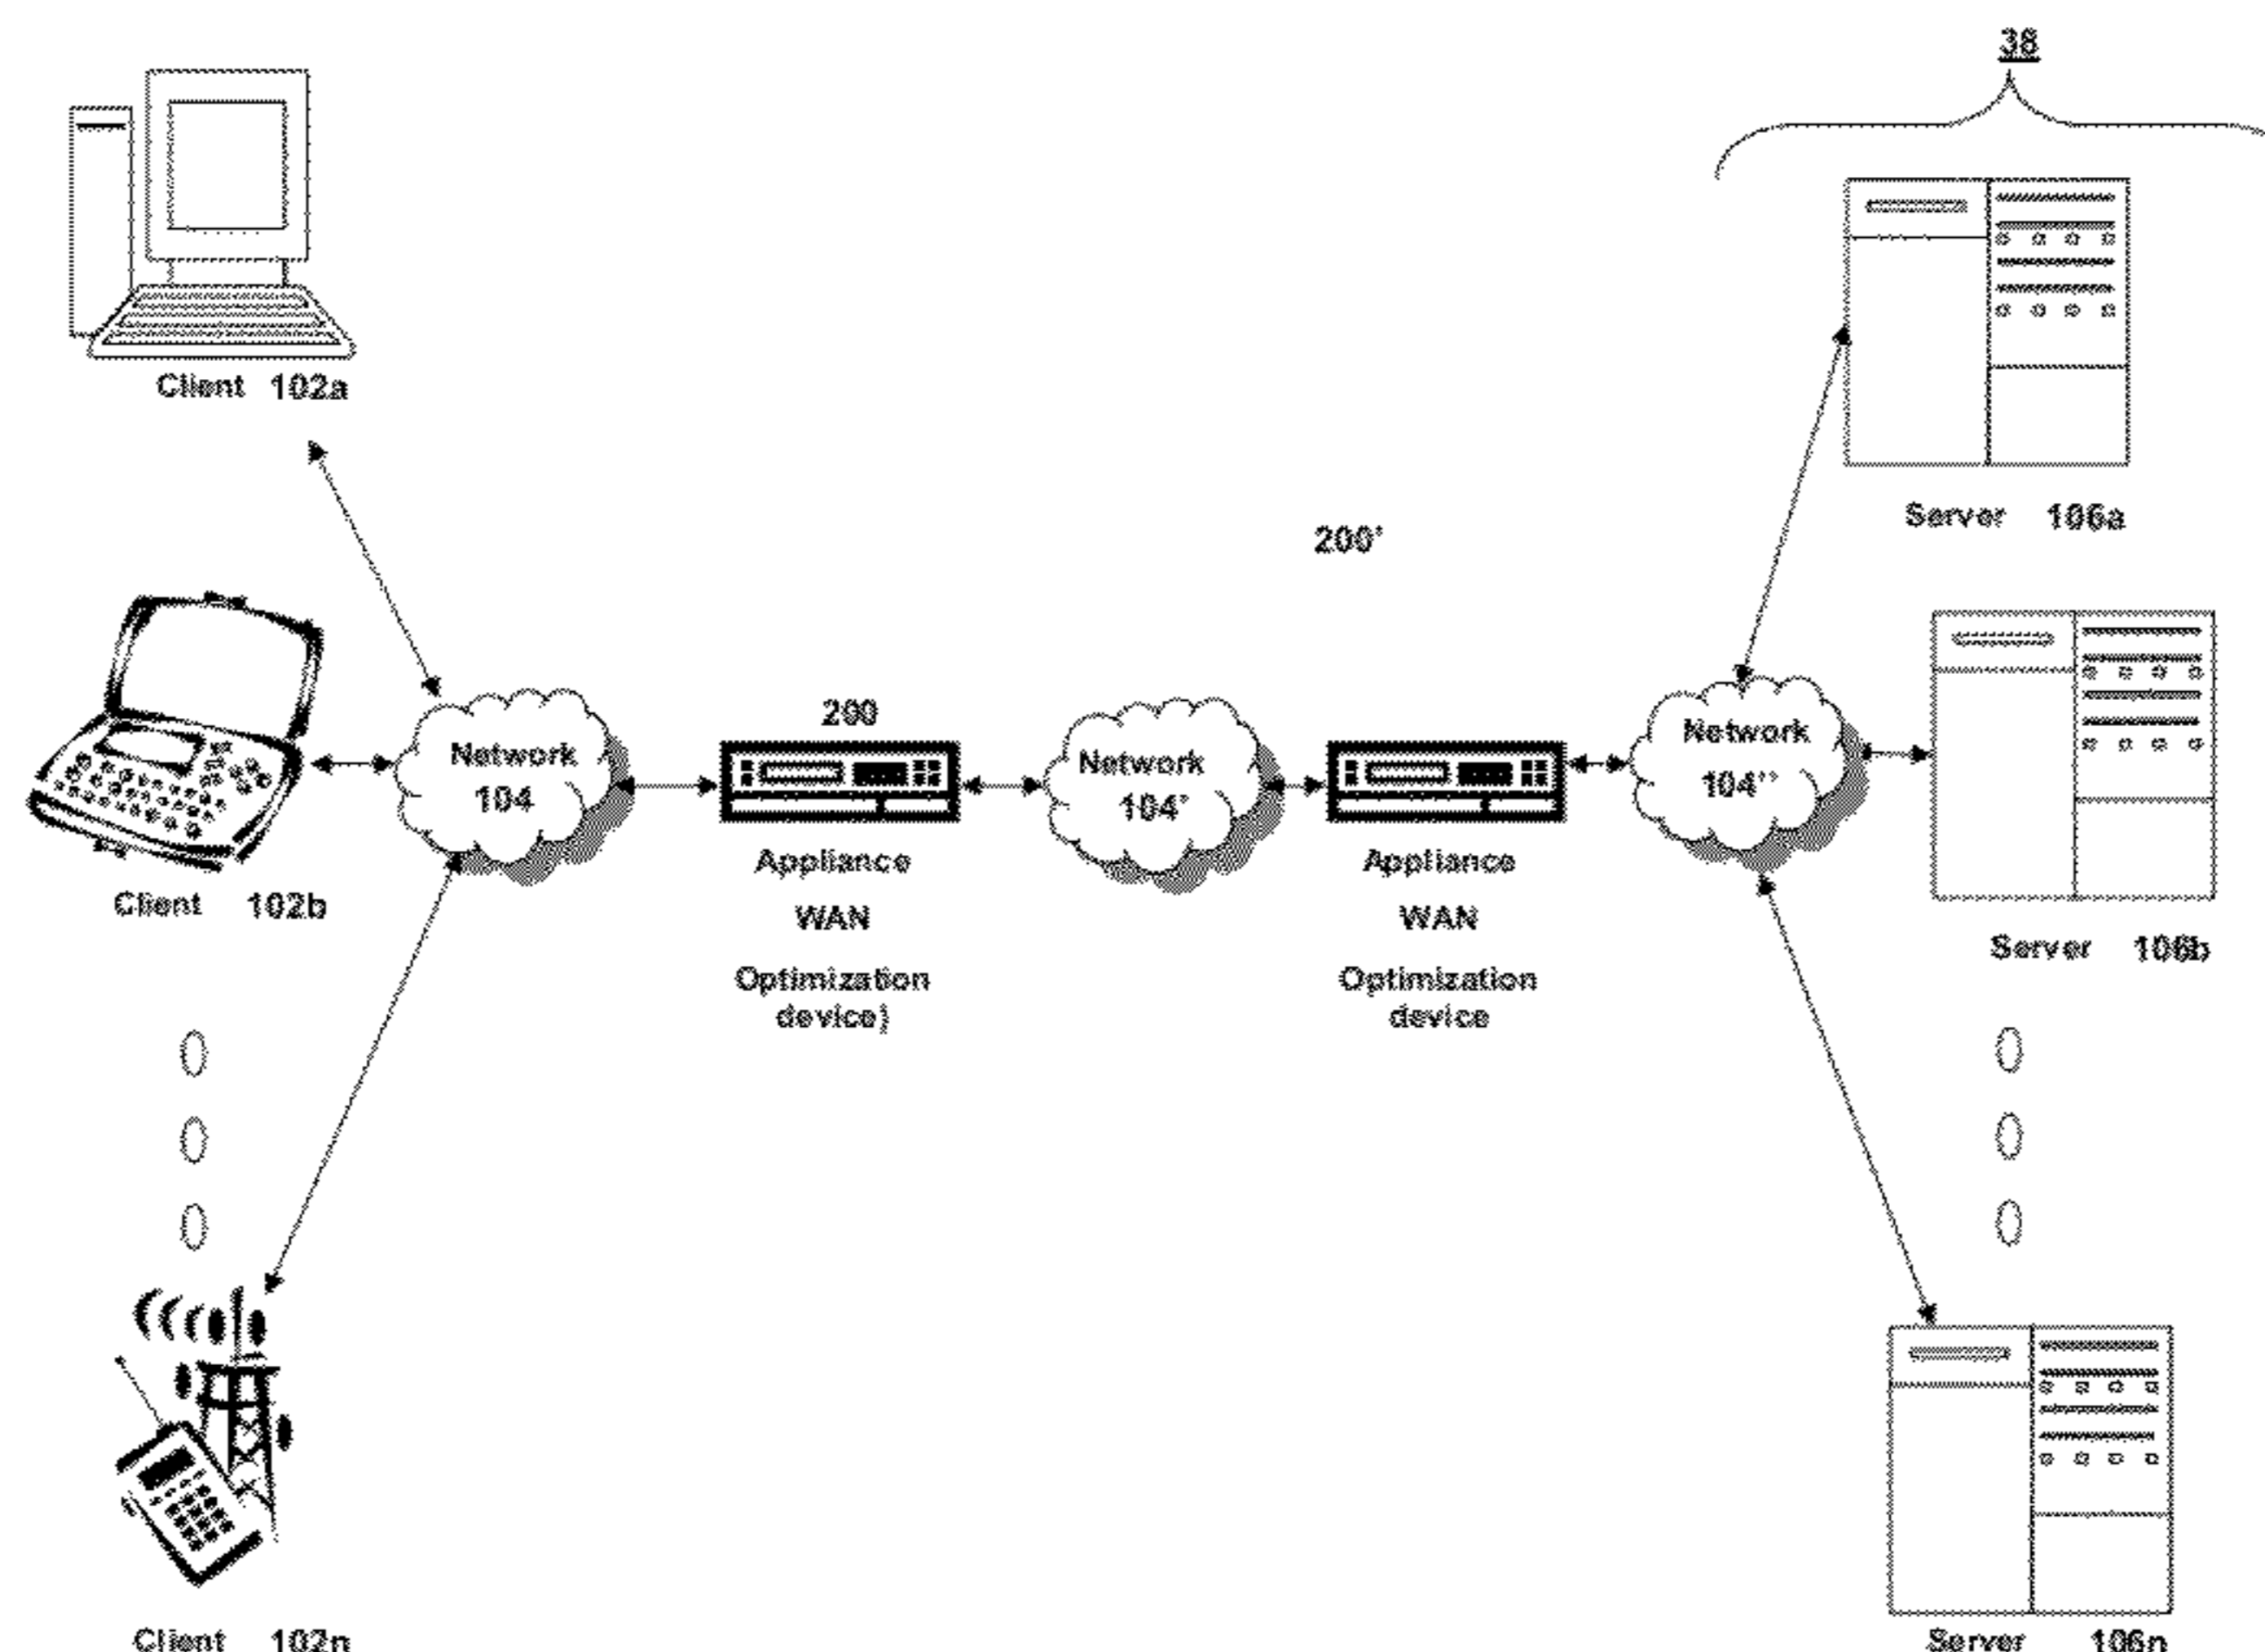 38
Client 102a
Server 106a
200'
Client 102b
Network
104
200
Appliance
WAN
Optimization
device)
Network
104'
Appliance
WAN
Optimization
device
Network
104''
Server 106b
Client 102n
Server 106n